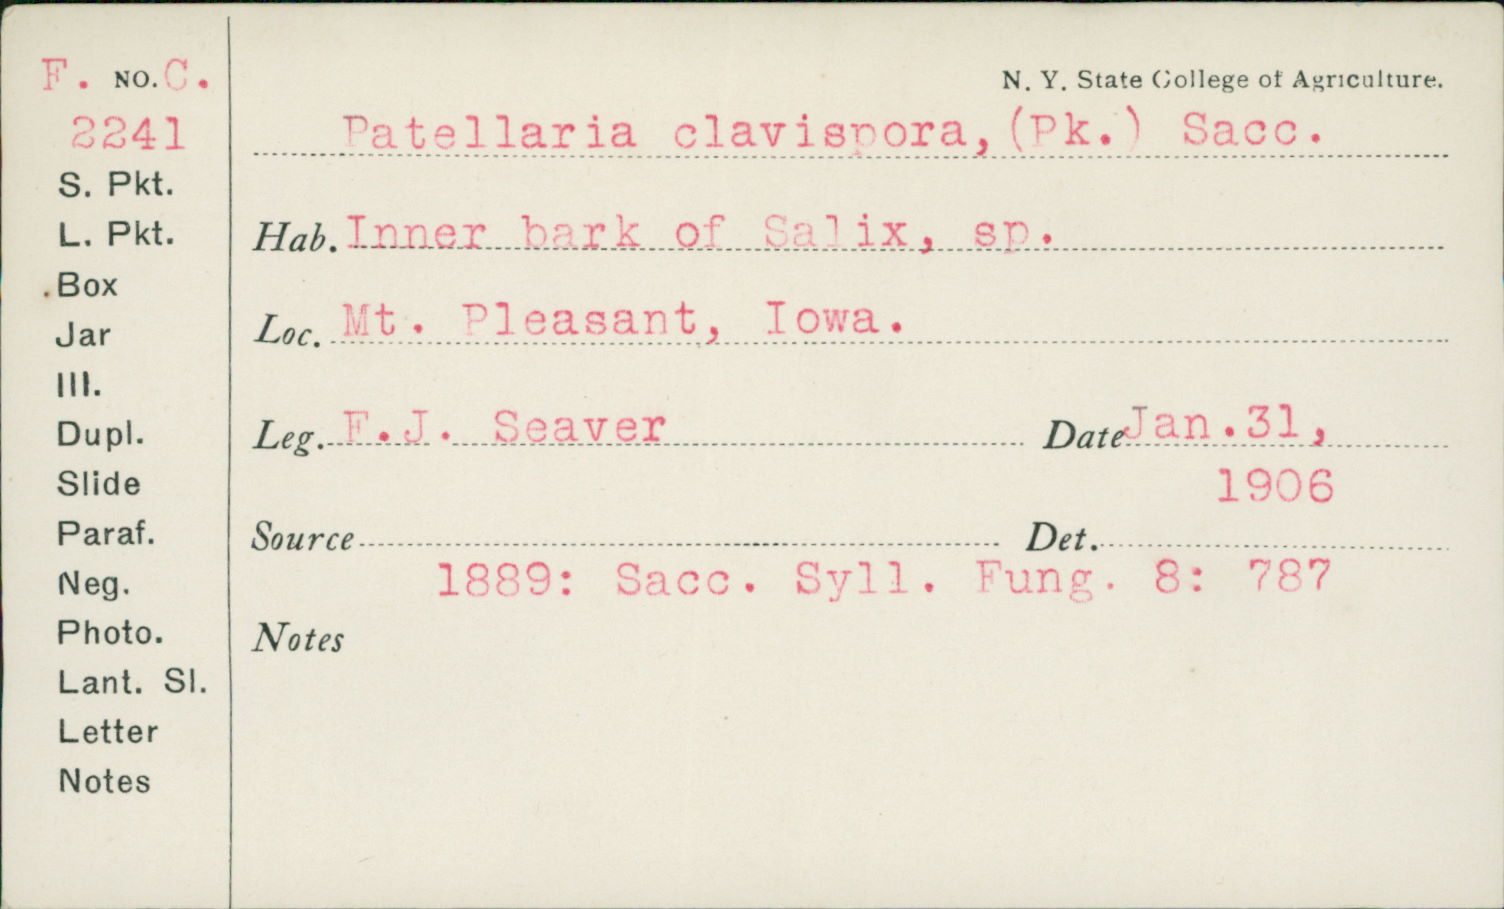 F. NO. C.
2241
S. Pkt.
L. Pkt.
Box
Jar
Ill.
Dupl.
Slide
Paraf.
Neg.
Photo.
Lant. Sl.
Letter
Notes
N. Y. State College of Agriculture.
Patellaria clavispora, (Pk.) Sacc.
Hab. Inner bark of Salix, sp.
Loc. Mt. Pleasant, Iowa.
Leg. F.J. Seaver Date Jan.31,
1906
Source Det.
1889: Sacc. Syll. Fung. 8: 787
Notes